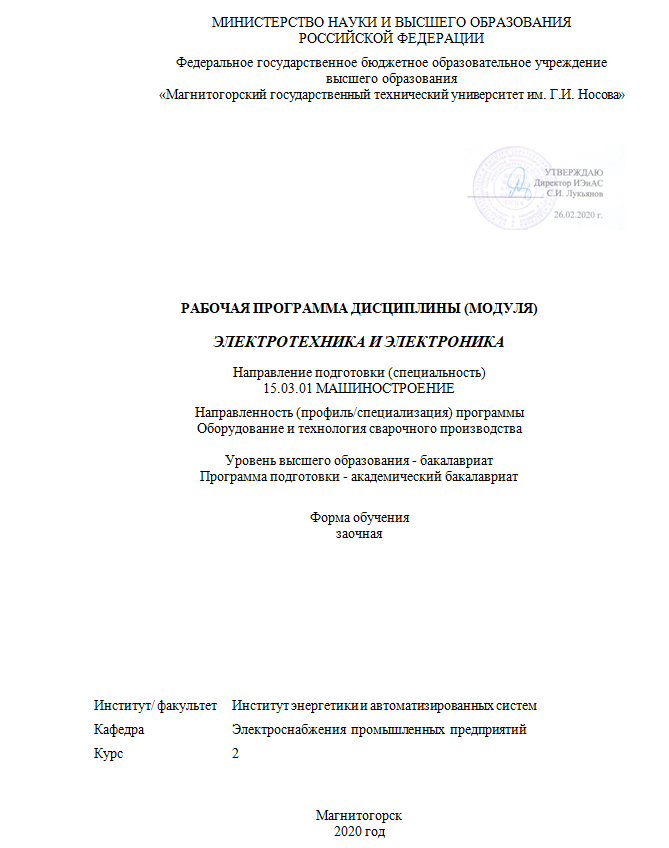 МИНИСТЕРСТВО НАУКИ И ВЫСШЕГО ОБРАЗОВАНИЯ
РОССИЙСКОЙ ФЕДЕРАЦИИ
Федеральное государственное бюджетное образовательное учреждение
высшего образования
«Магнитогорский государственный технический университет им. Г.И. Носова»
УТВЕРЖДАЮ
Директор ИЭиАС
С.И. Лукьянов
26.02.2020 г.
РАБОЧАЯ ПРОГРАММА ДИСЦИПЛИНЫ (МОДУЛЯ)
ЭЛЕКТРОТЕХНИКА И ЭЛЕКТРОНИКА
Направление подготовки (специальность)
15.03.01 МАШИНОСТРОЕНИЕ
Направленность (профиль/специализация) программы
Оборудование и технология сварочного производства
Уровень высшего образования - бакалавриат
Программа подготовки - академический бакалавриат
Форма обучения
заочная
Институт/ факультет Институт энергетики и автоматизированных систем
Кафедра Электроснабжения промышленных предприятий
Курс 2
Магнитогорск
2020 год